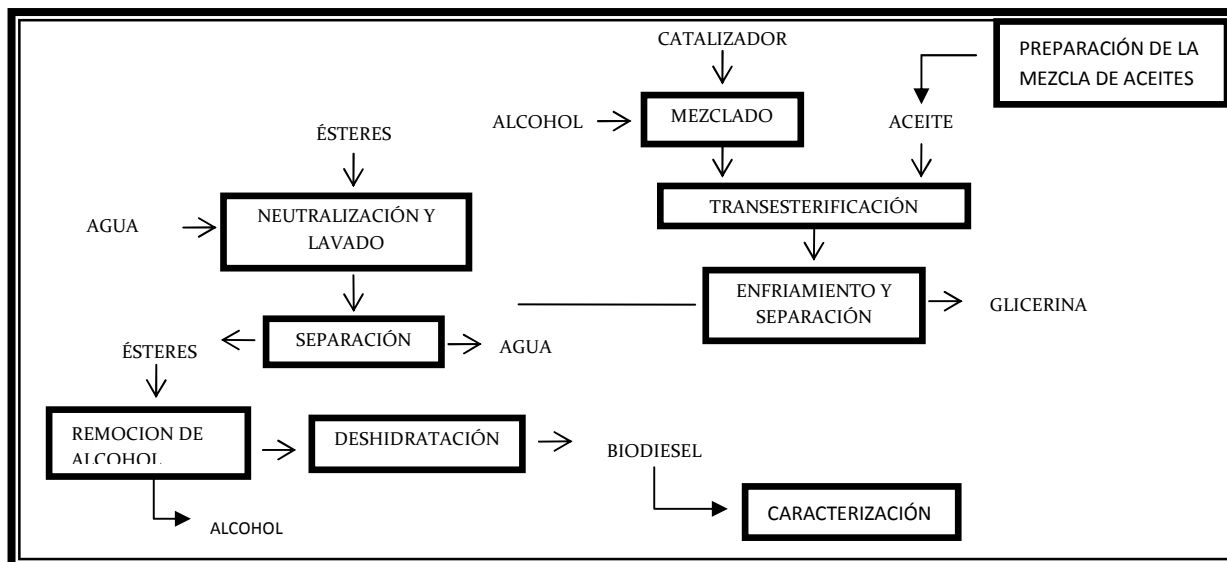 CATALIZADOR
PREPARACIÓN DE LA
MEZCLA DE ACEITES
ALCOHOL
MEZCLADO
ACEITE
ÉSTERES
TRANSESTERIFICACIÓN
AGUA
NEUTRALIZACIÓN Y
LAVADO
ENFRIAMIENTO Y
SEPARACIÓN
GLICERINA
SEPARACIÓN
AGUA
ÉSTERES
REMOCION DE
ALCOHOL
DESHIDRATACIÓN
BIODIESEL
CARACTERIZACIÓN
ALCOHOL